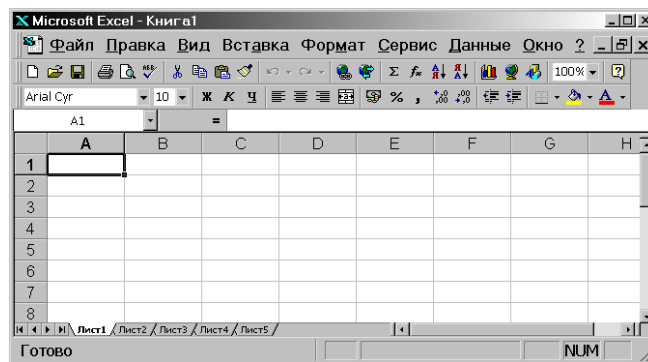 Microsoft Excel - Книга1
Файл Правка Вид Вставка Формат Сервис Данные Окно ?
Σ fx 100%
Arial Cyr 10 Ж К Ч % ,
A1 =
A B C D E F G H
1
2
3
4
5
6
7
8
Лист1 Лист2 Лист3 Лист4 Лист5
Готово NUM